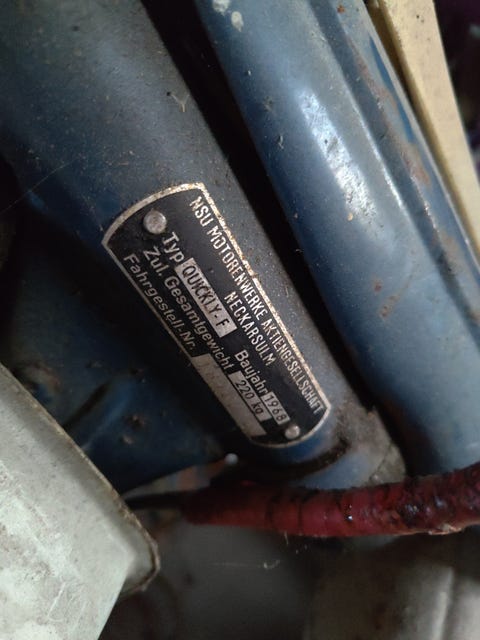 NSU MOTORENWERKE AKTIENGESELLSCHAFT
NECKARSULM
Typ QUICKLY-F Baujahr 1968
Zul. Gesamtgewicht 220 kg
Fahrgestell-Nr.